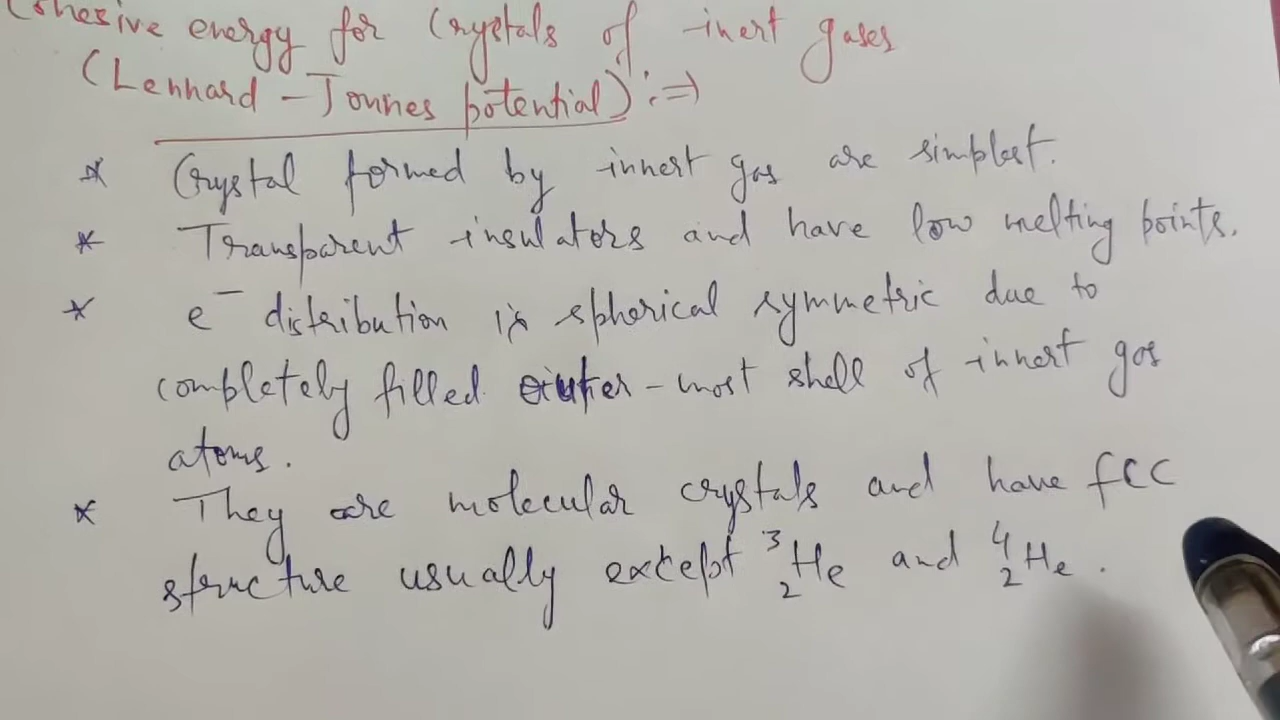 Cohesive energy for Crystals of inert gases
(Lennard - Jonnes potential) :⇒
* Crystal formed by innert gas are simplest.
* Transparent insulators and have low melting points.
* e⁻ distribution is spherical symmetric due to
completely filled outer-most shell of innert gas
atoms.
* They are molecular crystals and have fCC
structure usually except ³₂He and ⁴₂He.